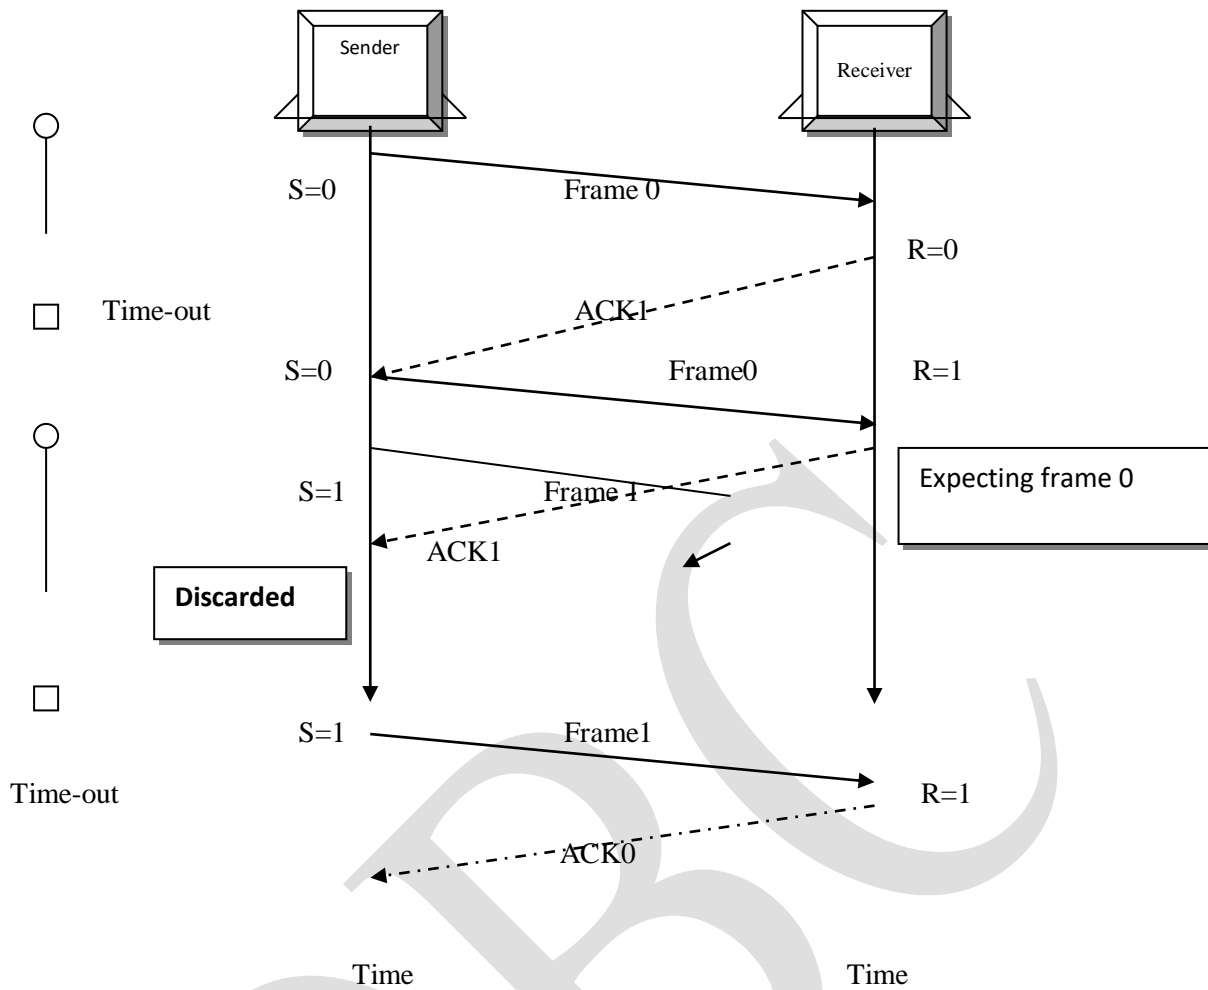 Sender
Receiver
S=0 Frame 0
R=0
Time-out ACK1
S=0 Frame0 R=1
Expecting frame 0
S=1 Frame 1
ACK1
Discarded
S=1 Frame1
Time-out R=1
ACK0
Time Time
BC